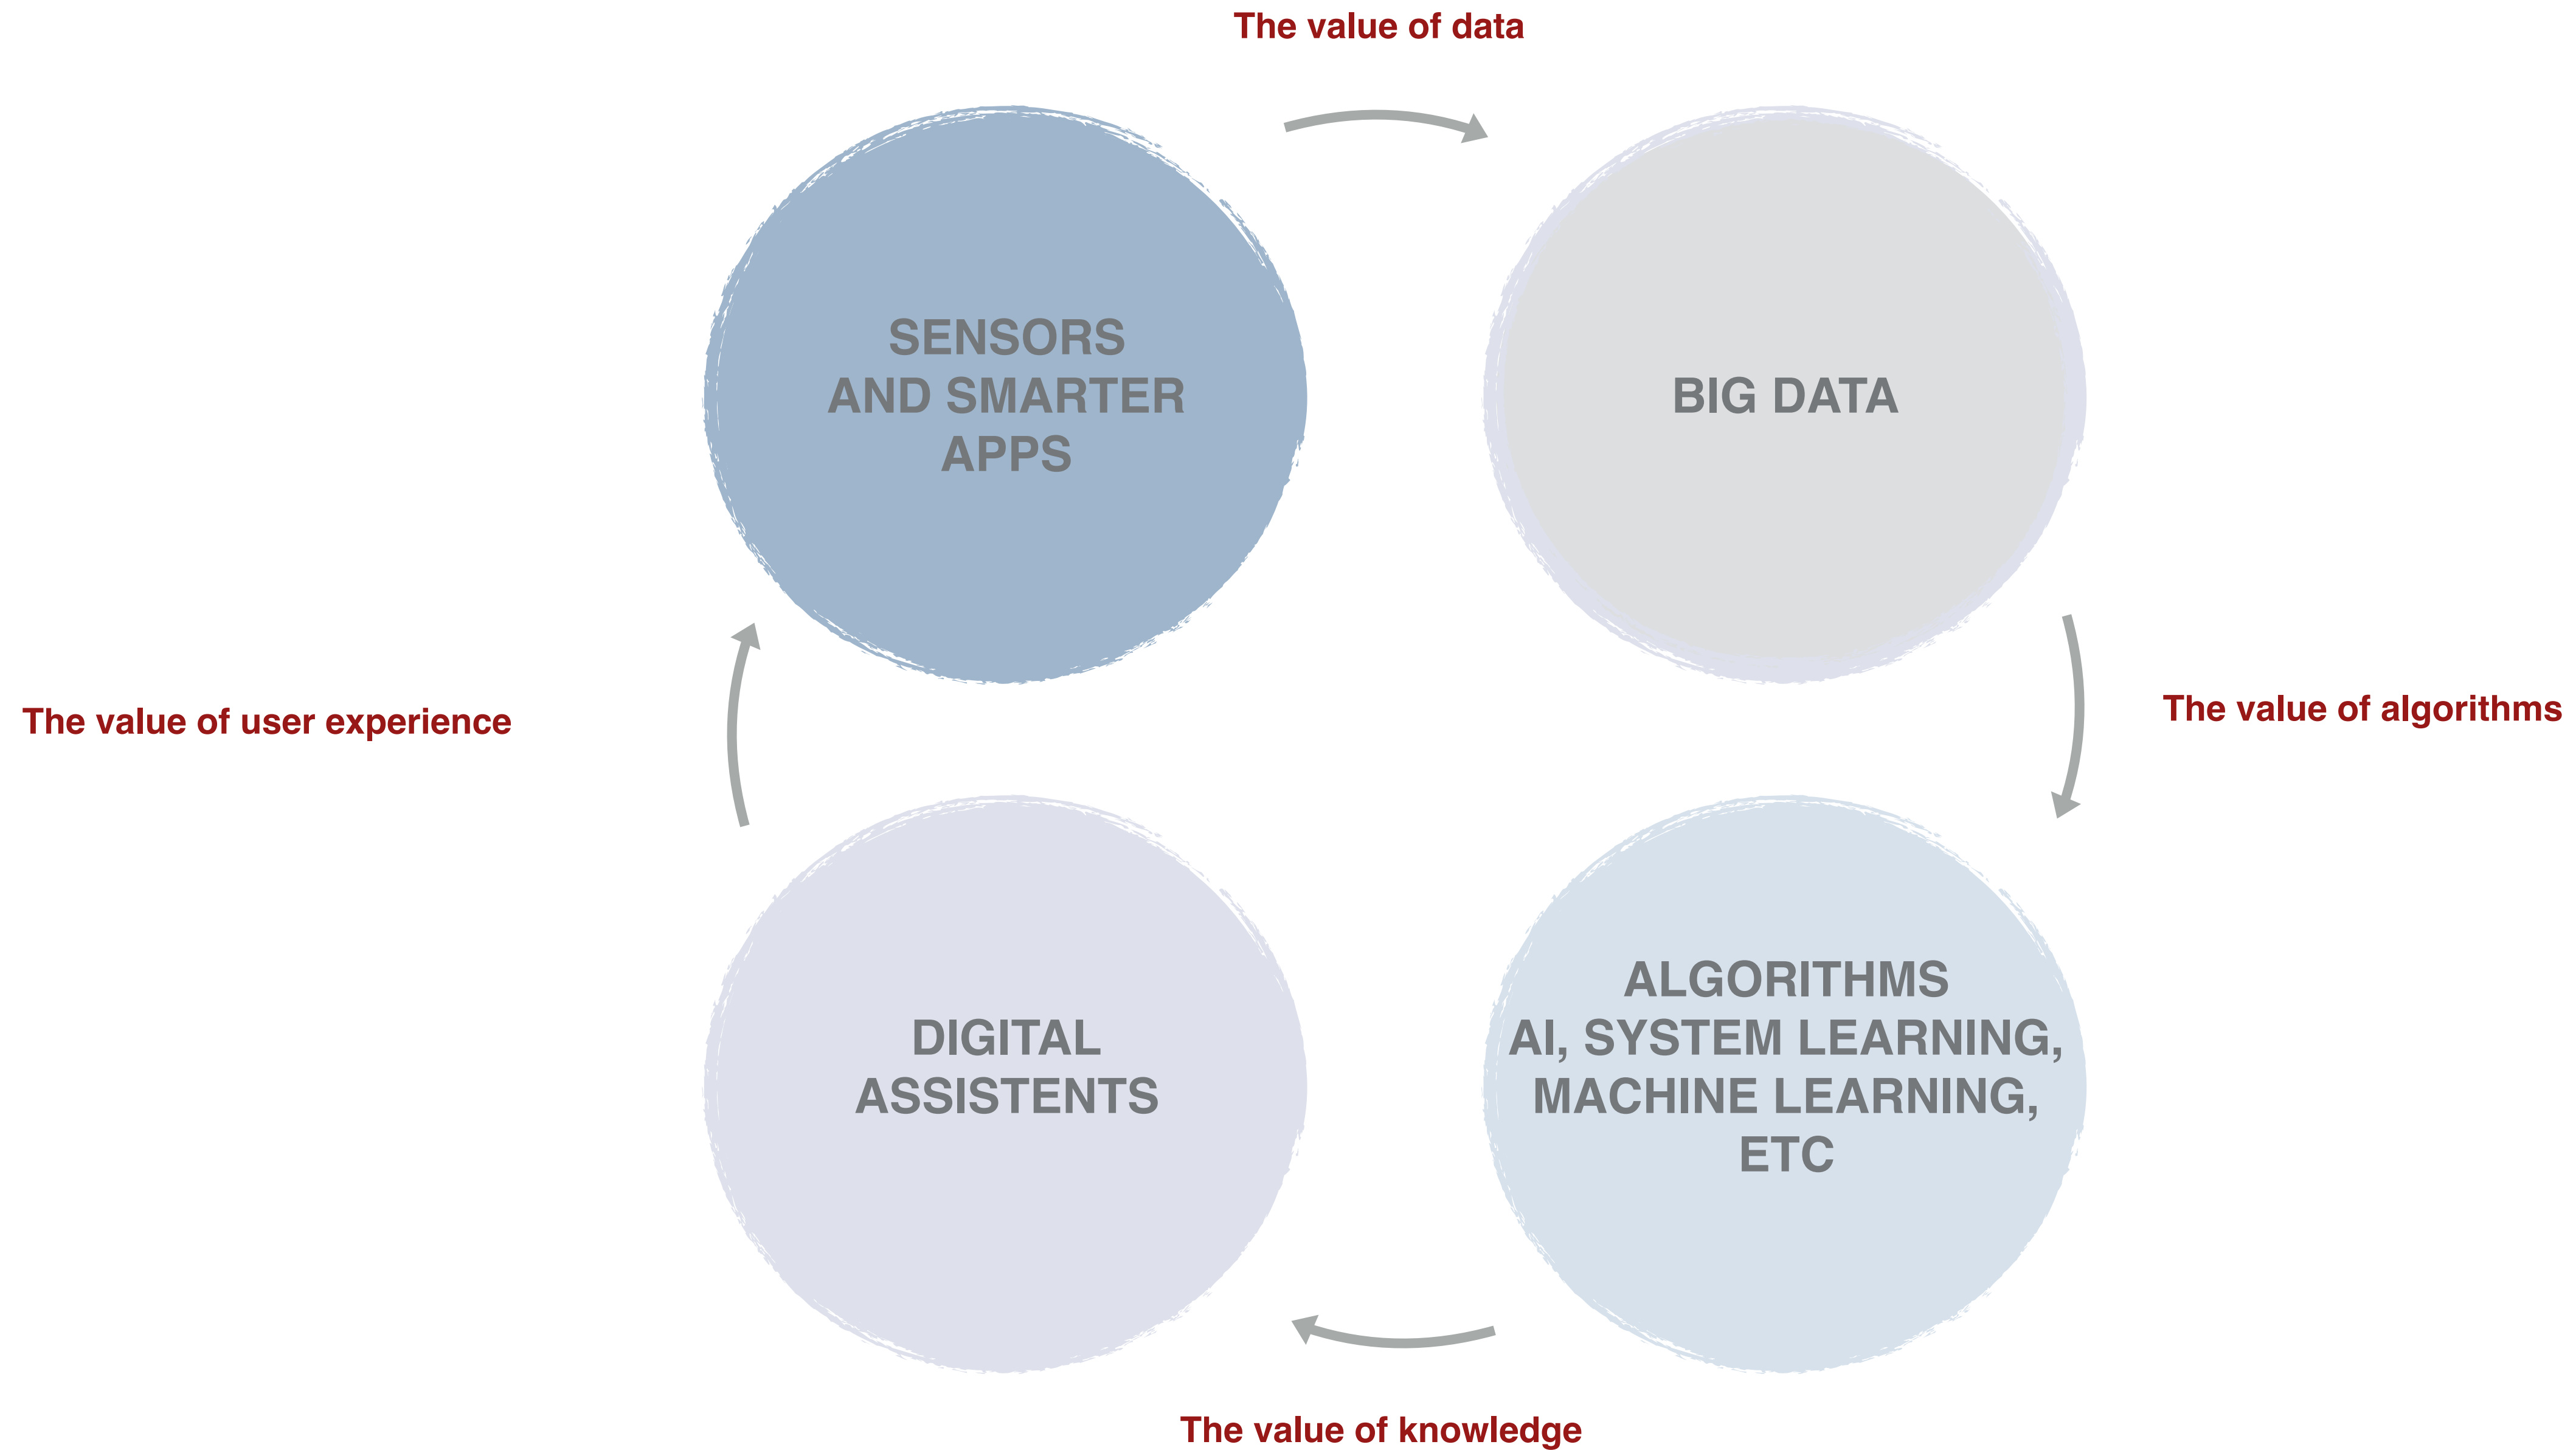 The value of data
SENSORS
AND SMARTER
APPS
BIG DATA
The value of user experience
The value of algorithms
DIGITAL
ASSISTENTS
ALGORITHMS
AI, SYSTEM LEARNING,
MACHINE LEARNING,
ETC
The value of knowledge